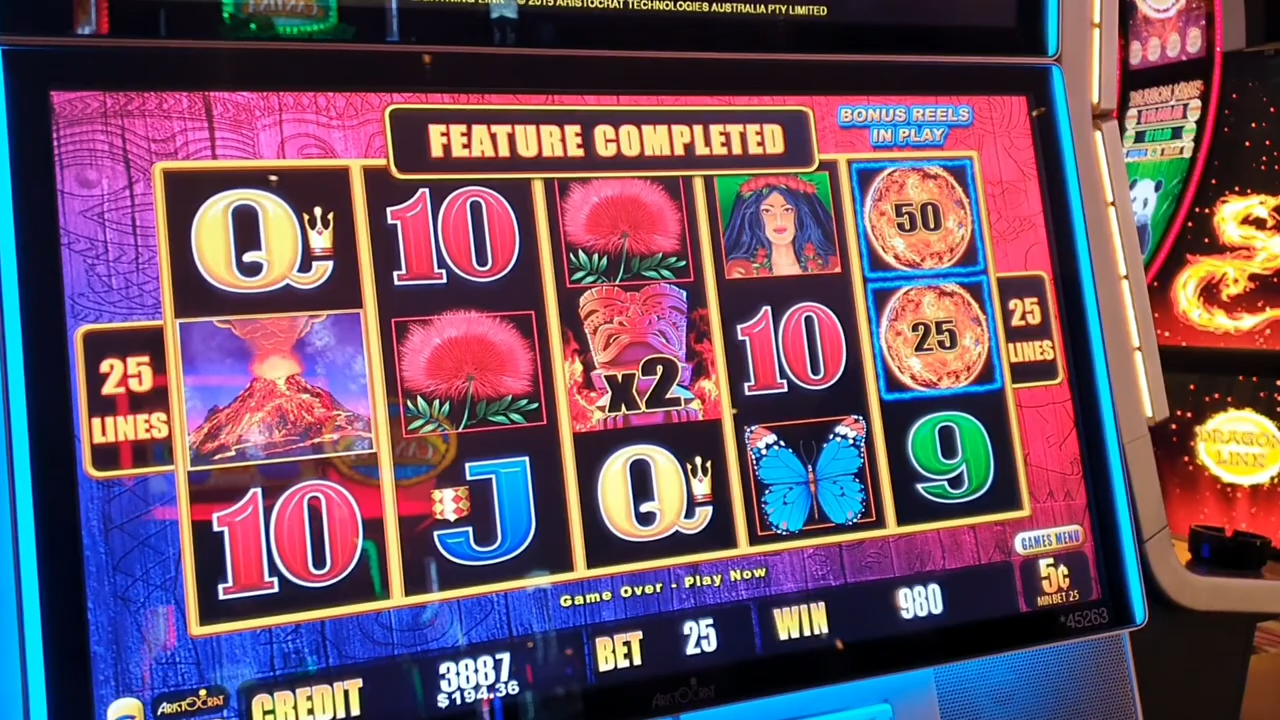 © 2015 ARISTOCRAT TECHNOLOGIES AUSTRALIA PTY LIMITED
FEATURE COMPLETED
BONUS REELS
IN PLAY
Q 10 50
25
LINES
x2 10 25
25
LINES
10 J Q 9
Game Over - Play Now
GAMES MENU
5¢
MIN BET 25
*45263
CREDIT 3887
$194.36
BET 25
WIN 980
ARISTOCRAT
ARISTOCRAT
DRAGON
LINK